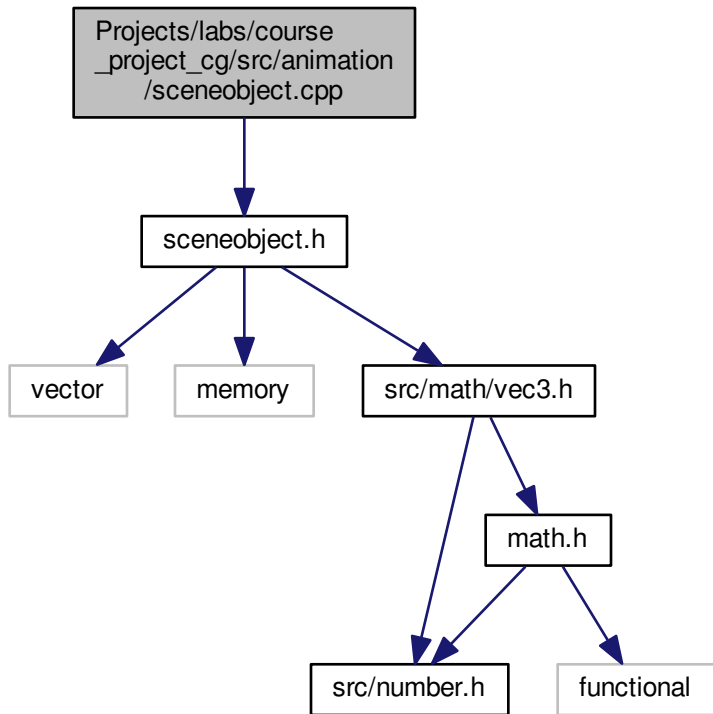 Projects/labs/course
_project_cg/src/animation
/sceneobject.cpp
sceneobject.h
vector
memory
src/math/vec3.h
math.h
src/number.h
functional